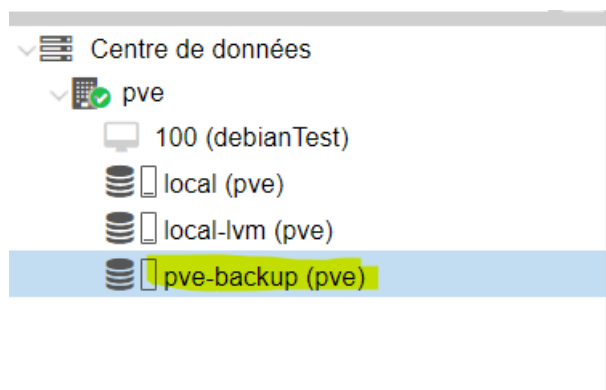 Centre de données
pve
100 (debianTest)
local (pve)
local-lvm (pve)
pve-backup (pve)